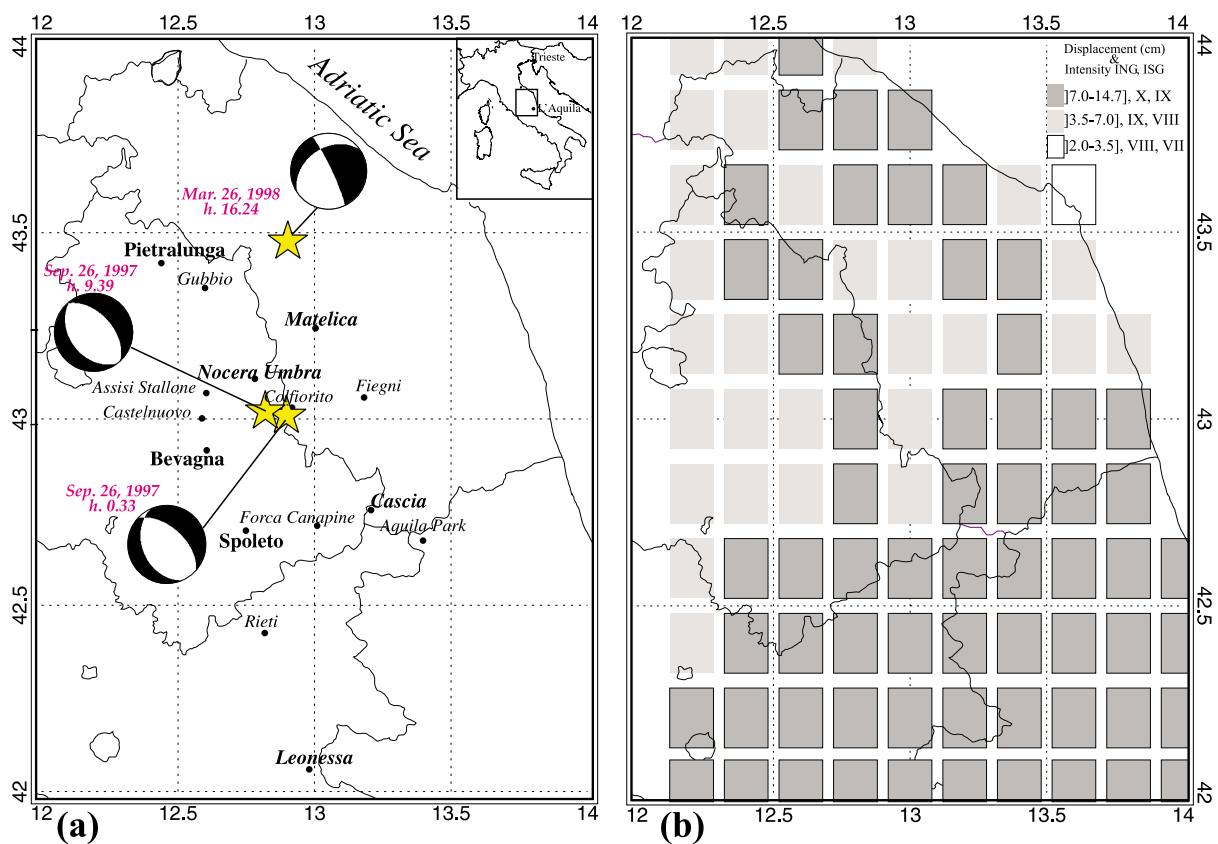 12 12.5 13 13.5 14
44
43.5
43
42.5
42
Adriatic Sea
Trieste
L'Aquila
Mar. 26, 1998
h. 16.24
Pietralunga
Sep. 26, 1997
h. 9.39
Gubbio
Matelica
Nocera Umbra
Assisi Stallone
Colfiorito
Fiegni
Castelnuovo
Bevagna
Sep. 26, 1997
h. 0.33
Cascia
Forca Canapine
Aquila Park
Spoleto
Rieti
Leonessa
12 12.5 13 13.5 14
(a)
12 12.5 13 13.5 14
Displacement (cm)
&
Intensity ING, ISG
]7.0-14.7], X, IX
]3.5-7.0], IX, VIII
]2.0-3.5], VIII, VII
44
43.5
43
42.5
42
12 12.5 13 13.5 14
(b)